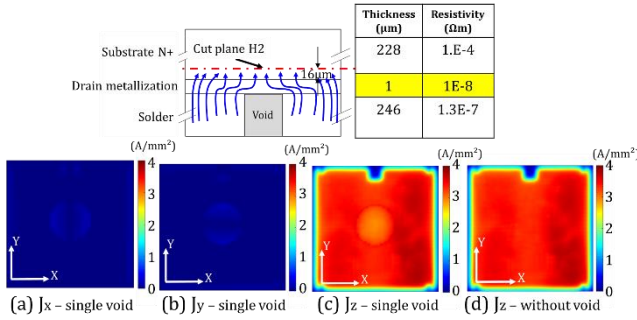 Substrate N+
Cut plane H2
16μm
Drain metallization
Solder
Void
Thickness (μm) Resistivity (Ωm)
228 1.E-4
1 1E-8
246 1.3E-7
(A/mm²) (A/mm²) (A/mm²) (A/mm²)
4 4 4 4
3 3 3 3
2 2 2 2
1 1 1 1
0 0 0 0
Y Y Y Y
X X X X
(a) Jx – single void (b) Jy – single void (c) Jz – single void (d) Jz – without void